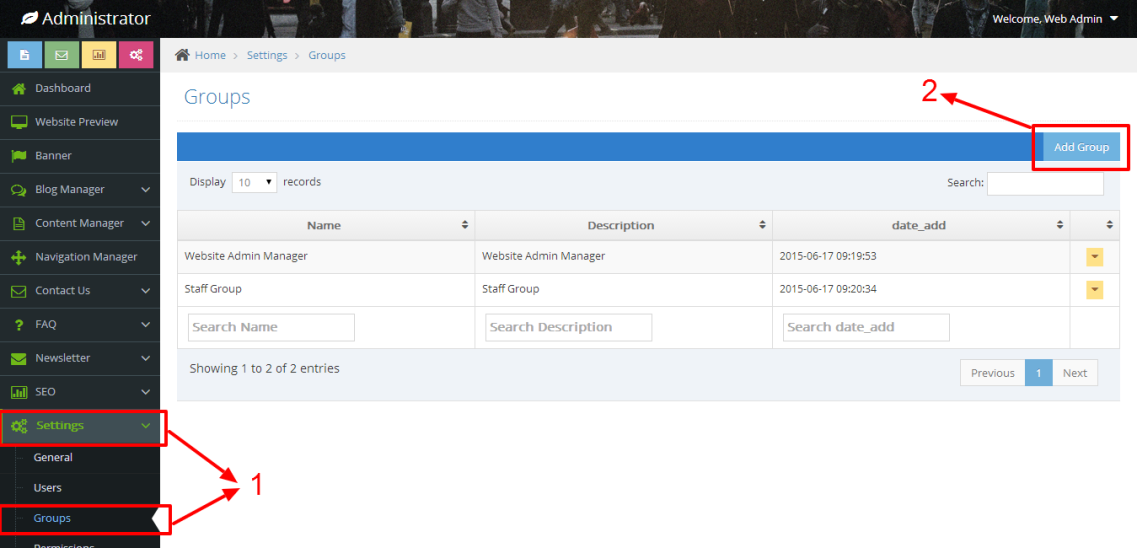 Administrator
Welcome, Web Admin
Home > Settings > Groups
Dashboard
Website Preview
Banner
Blog Manager
Content Manager
Navigation Manager
Contact Us
FAQ
Newsletter
SEO
Settings
General
Users
Groups
Permissions
1
Groups
2
Add Group
Display 10 records
Search:
Name Description date_add
Website Admin Manager Website Admin Manager 2015-06-17 09:19:53
Staff Group Staff Group 2015-06-17 09:20:34
Search Name Search Description Search date_add
Showing 1 to 2 of 2 entries
Previous 1 Next